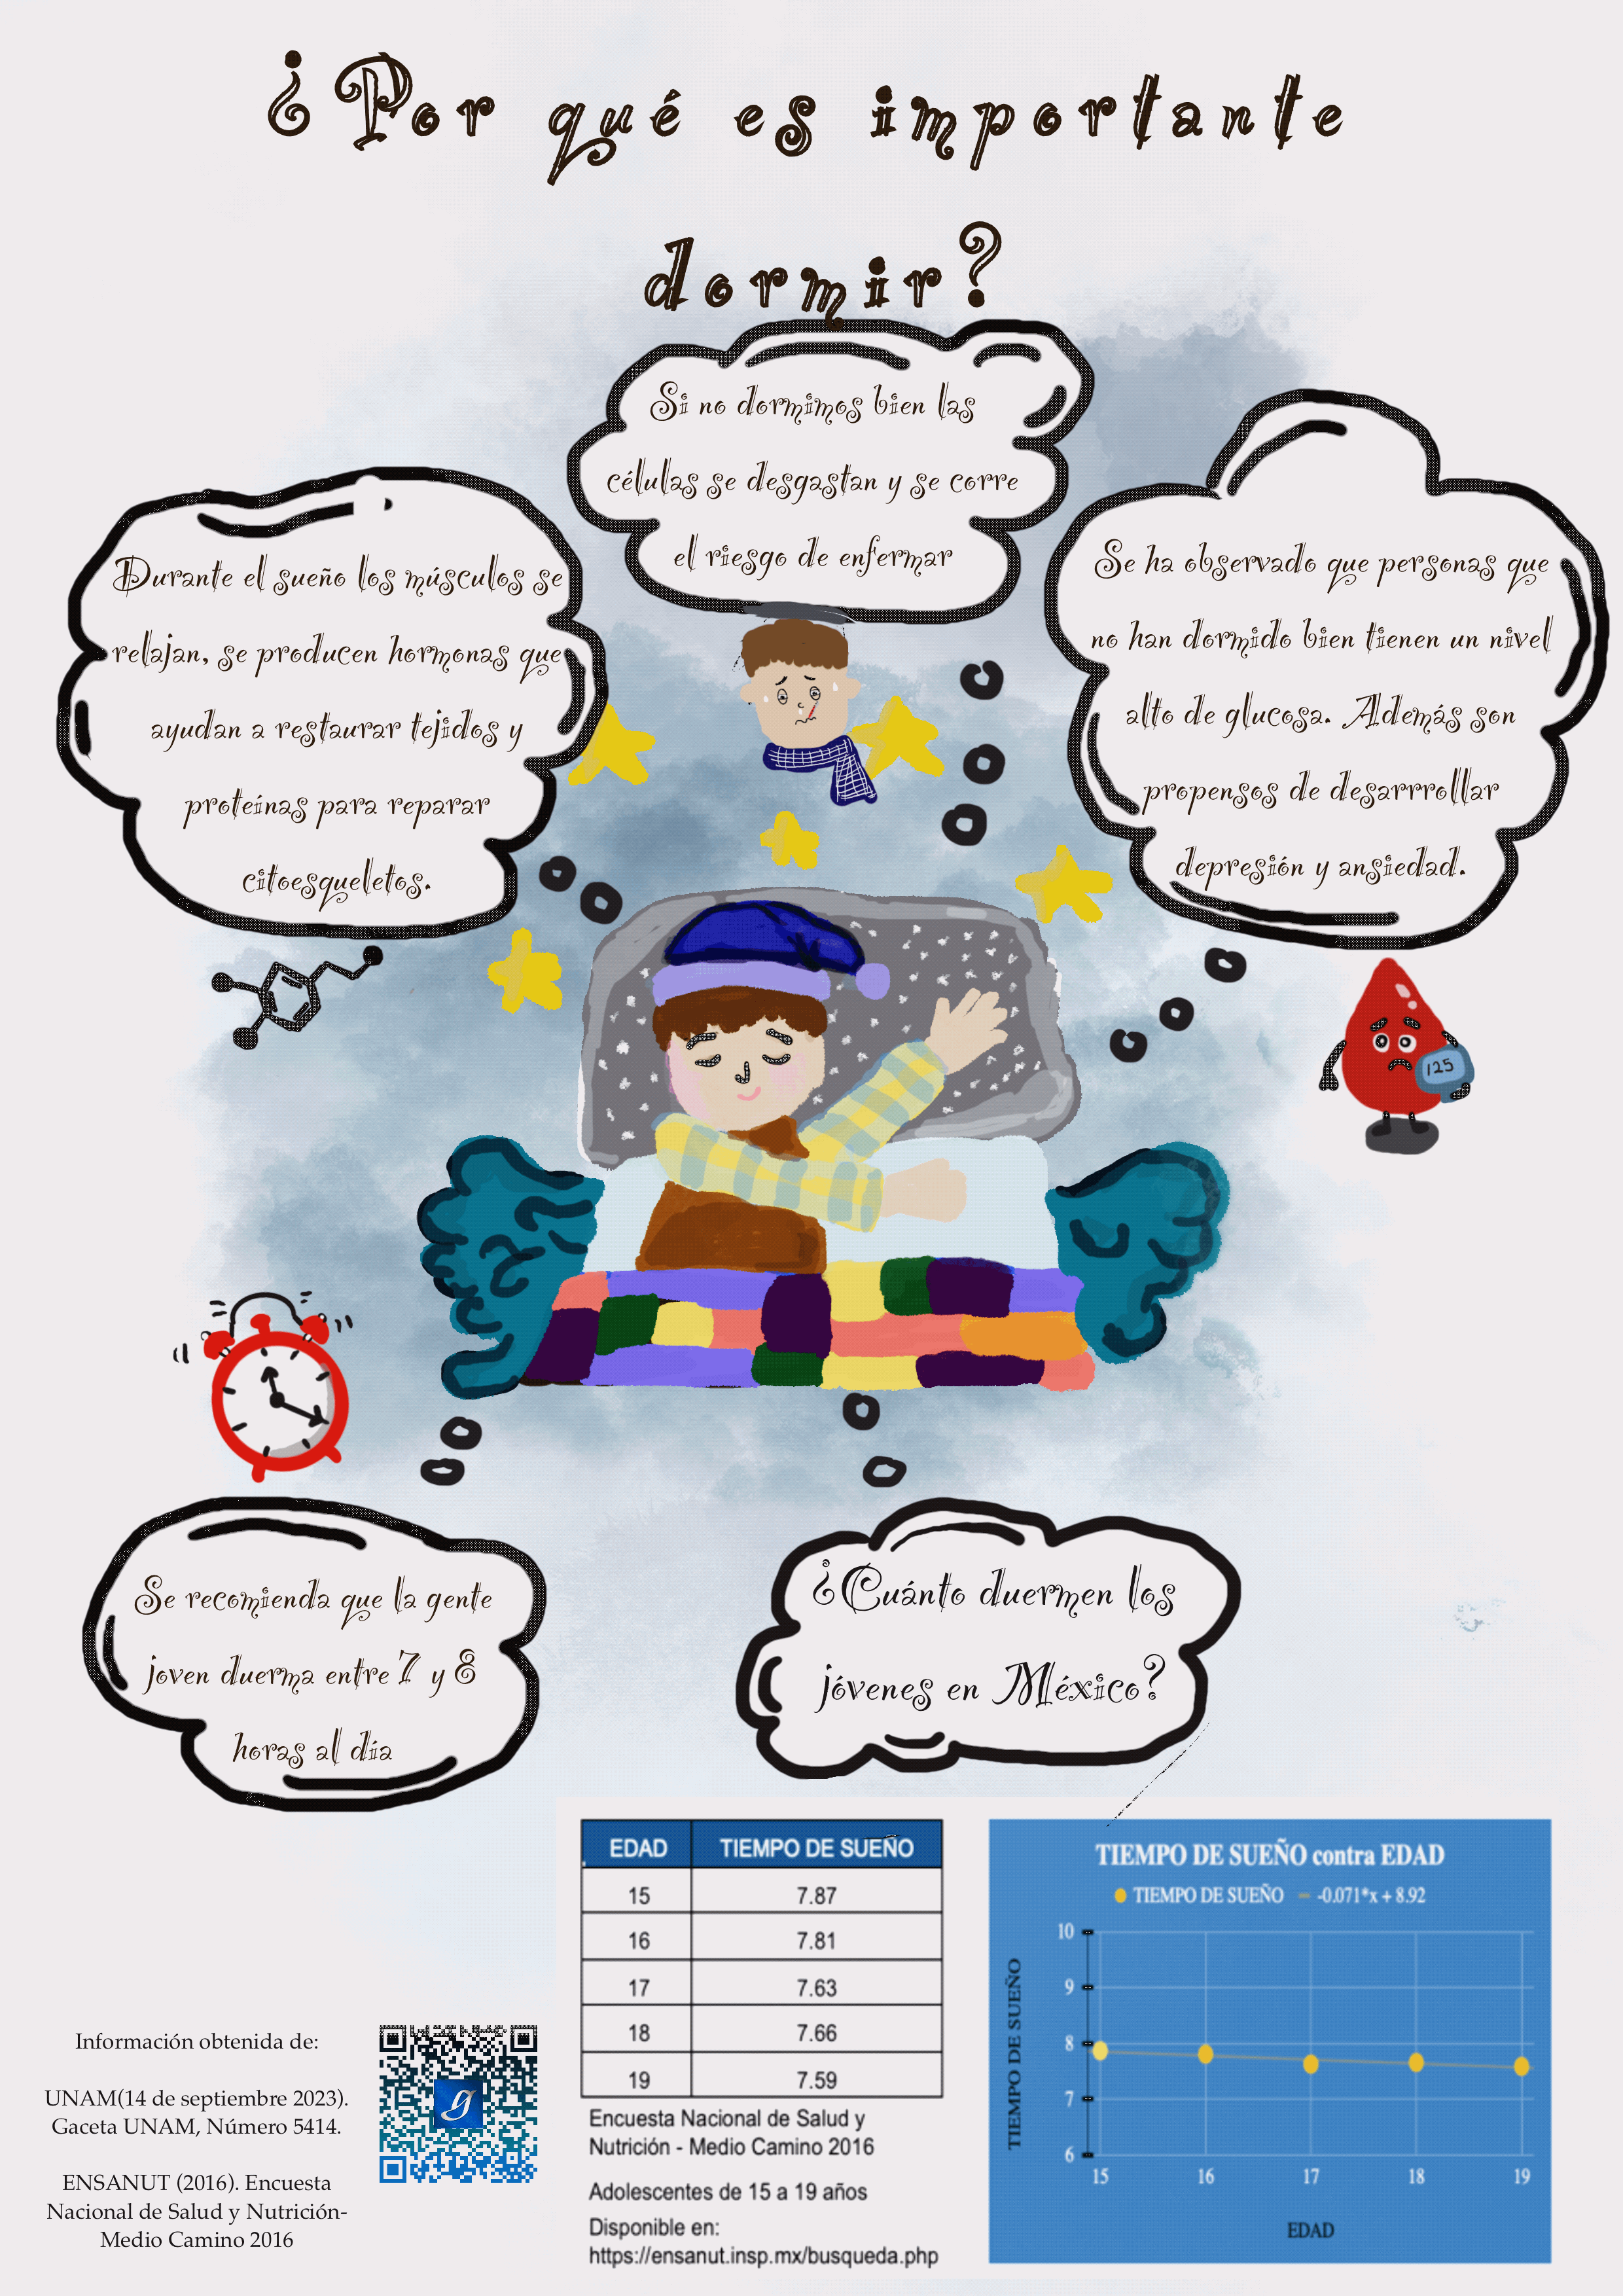 ¿Por qué es importante
dormir?
Si no dormimos bien las
células se desgastan y se corre
el riesgo de enfermar
Durante el sueño los músculos se
relajan, se producen hormonas que
ayudan a restaurar tejidos y
proteínas para reparar
citoesqueletos.
Se ha observado que personas que
no han dormido bien tienen un nivel
alto de glucosa. Además son
propensos de desarrrollar
depresión y ansiedad.
125
Se recomienda que la gente
joven duerma entre 7 y 8
horas al día
¿Cuánto duermen los
jóvenes en México?
EDAD TIEMPO DE SUEÑO
15 7.87
16 7.81
17 7.63
18 7.66
19 7.59
Encuesta Nacional de Salud y
Nutrición - Medio Camino 2016
Adolescentes de 15 a 19 años
Disponible en:
https://ensanut.insp.mx/busqueda.php
TIEMPO DE SUEÑO contra EDAD
TIEMPO DE SUEÑO -0.071*x + 8.92
TIEMPO DE SUEÑO
10
9
8
7
6
15 16 17 18 19
EDAD
Información obtenida de:
UNAM(14 de septiembre 2023).
Gaceta UNAM, Número 5414.
ENSANUT (2016). Encuesta
Nacional de Salud y Nutrición-
Medio Camino 2016
g